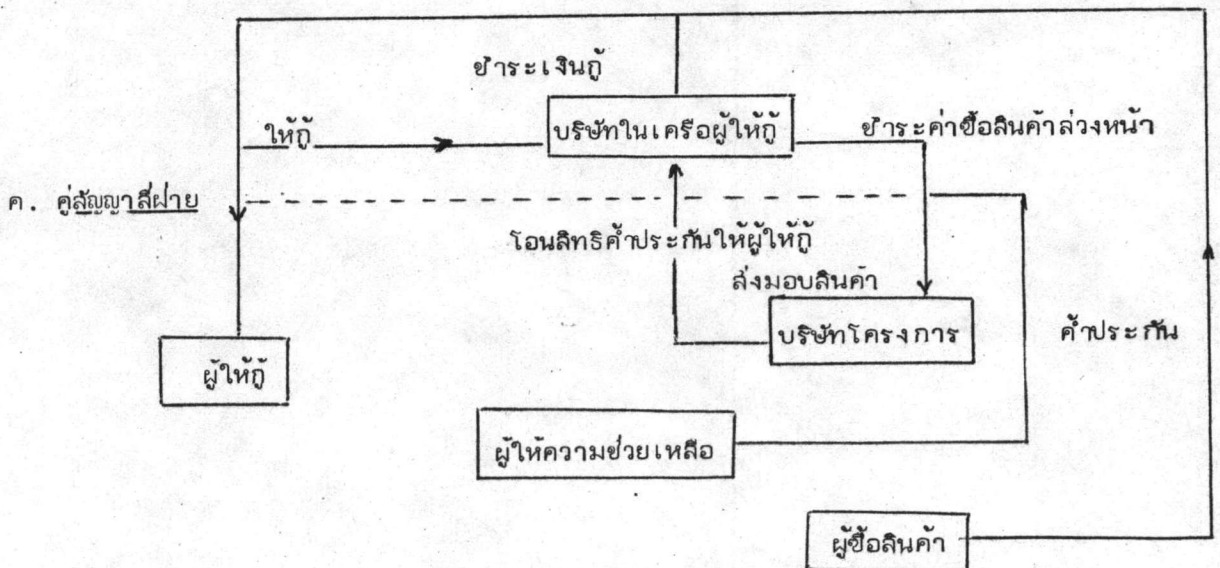 ชำระเงินกู้
ให้กู้
บริษัทในเครือผู้ให้กู้
ชำระค่าซื้อสินค้าล่วงหน้า
ค. คู่สัญญาสี่ฝ่าย
โอนสิทธิค้ำประกันให้ผู้ให้กู้
ส่งมอบสินค้า
บริษัทโครงการ
ค้ำประกัน
ผู้ให้กู้
ผู้ให้ความช่วยเหลือ
ผู้ซื้อสินค้า